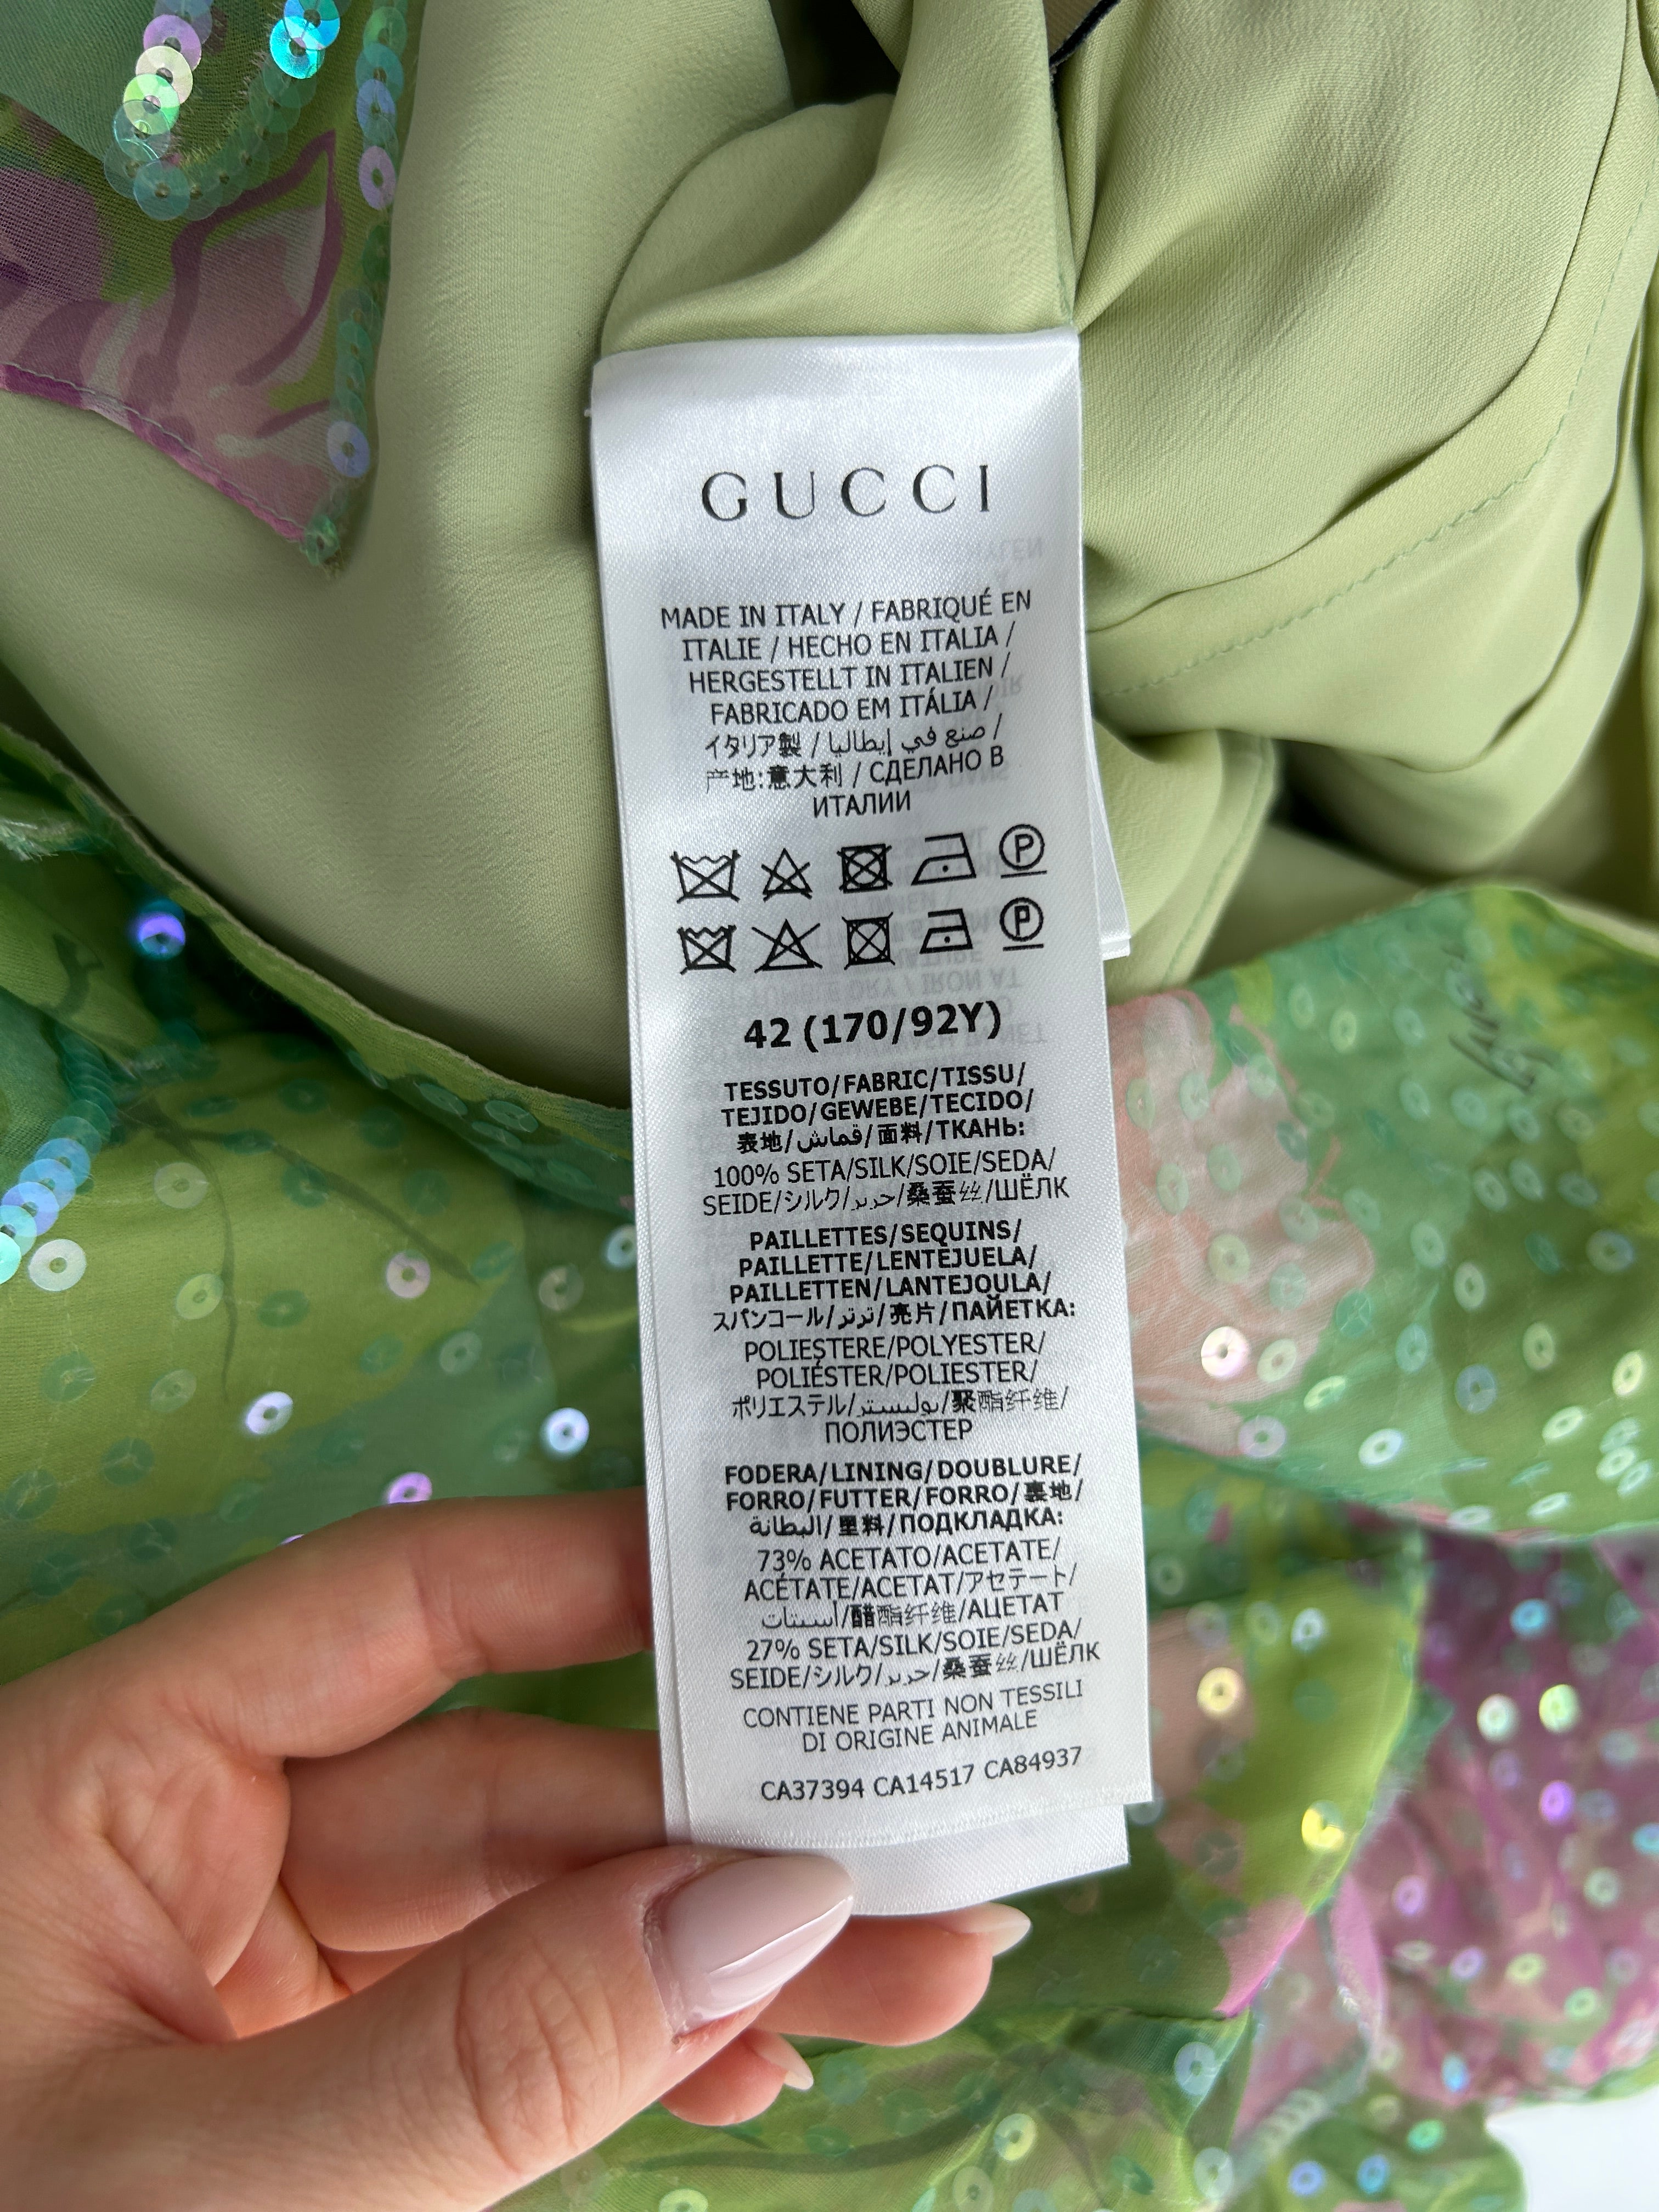 GUCCI
MADE IN ITALY / FABRIQUÉ EN
ITALIE / HECHO EN ITALIA /
HERGESTELLT IN ITALIEN /
FABRICADO EM ITÁLIA /
イタリア製 / صنع في إيطاليا /
产地:意大利 / СДЕЛАНО В
ИТАЛИИ
P
P
42 (170/92Y)
TESSUTO/FABRIC/TISSU/
TEJIDO/GEWEBE/TECIDO/
表地/قماش/面料/ТКАНЬ:
100% SETA/SILK/SOIE/SEDA/
SEIDE/シルク/حرير/桑蚕丝/ШЁЛК
PAILLETTES/SEQUINS/
PAILLETTE/LENTEJUELA/
PAILLETTEN/LANTEJOULA/
スパンコール/ترتر/亮片/ПАЙЕТКА:
POLIESTERE/POLYESTER/
POLIÉSTER/POLIESTER/
ポリエステル/بوليستر/聚酯纤维/
ПОЛИЭСТЕР
FODERA/LINING/DOUBLURE/
FORRO/FUTTER/FORRO/裏地/
البطانة/里料/ПОДКЛАДКА:
73% ACETATO/ACETATE/
ACÉTATE/ACETAT/アセテート/
أسيتات/醋酯纤维/АЦЕТАТ
27% SETA/SILK/SOIE/SEDA/
SEIDE/シルク/حرير/桑蚕丝/ШЁЛК
CONTIENE PARTI NON TESSILI
DI ORIGINE ANIMALE
CA37394 CA14517 CA84937